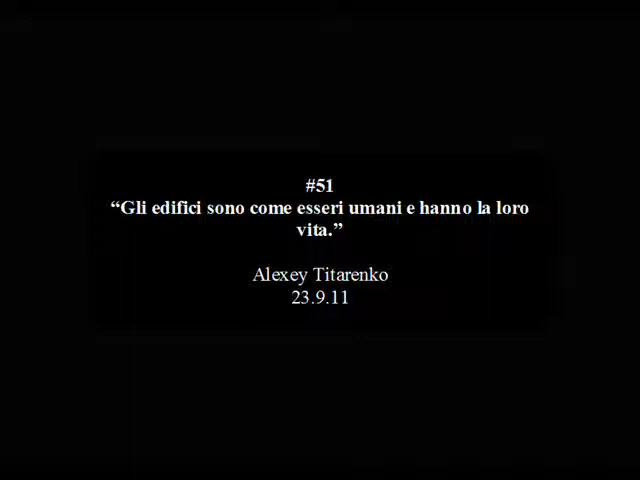 #51
“Gli edifici sono come esseri umani e hanno la loro
vita.”
Alexey Titarenko
23.9.11